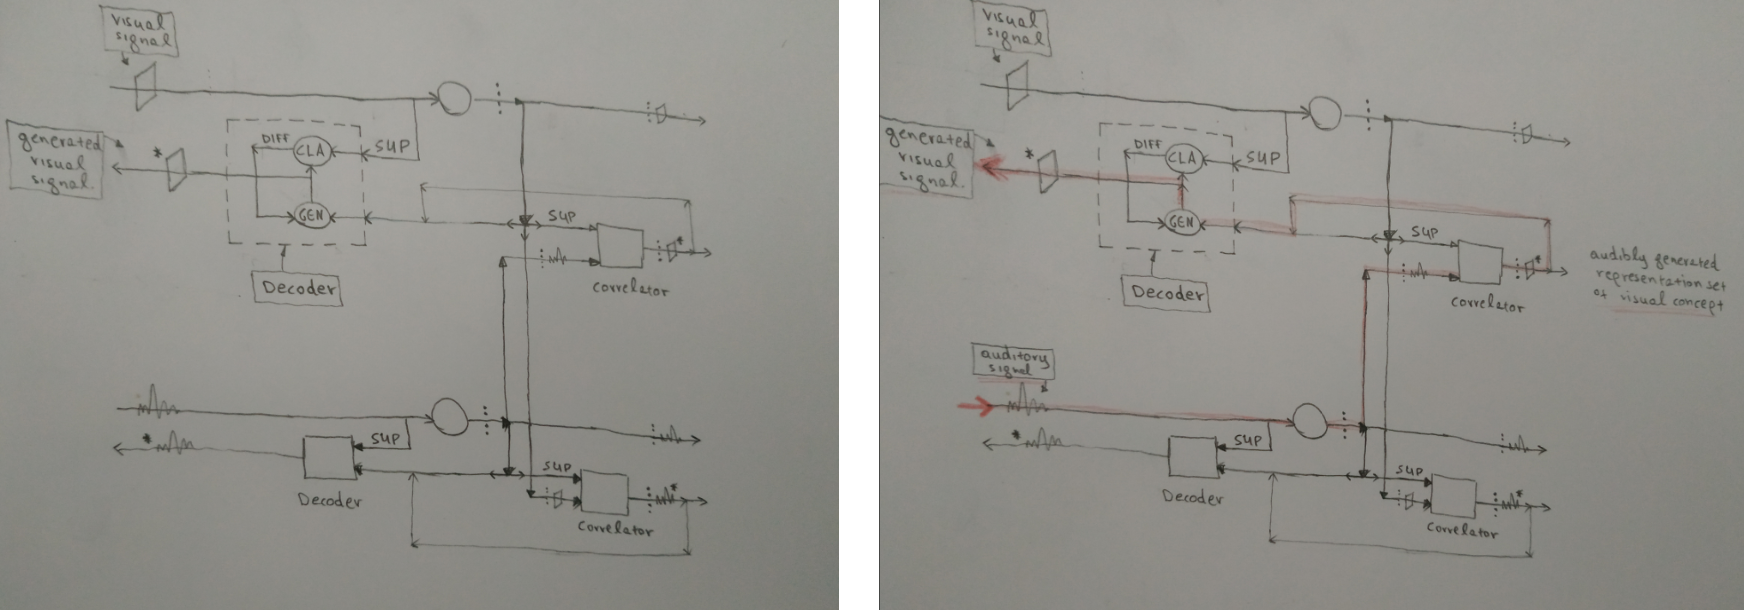 visual
signal
generated
visual
signal.
*
DIFF
CLA
SUP
GEN
SUP
*
Decoder
correlator
*
SUP
SUP
*
Decoder
correlator
visual
signal
generated
visual
signal.
*
DIFF
CLA
SUP
GEN
SUP
*
Decoder
correlator
audibly generated
representation set
of visual concept
auditory
signal
*
SUP
SUP
*
Decoder
correlator